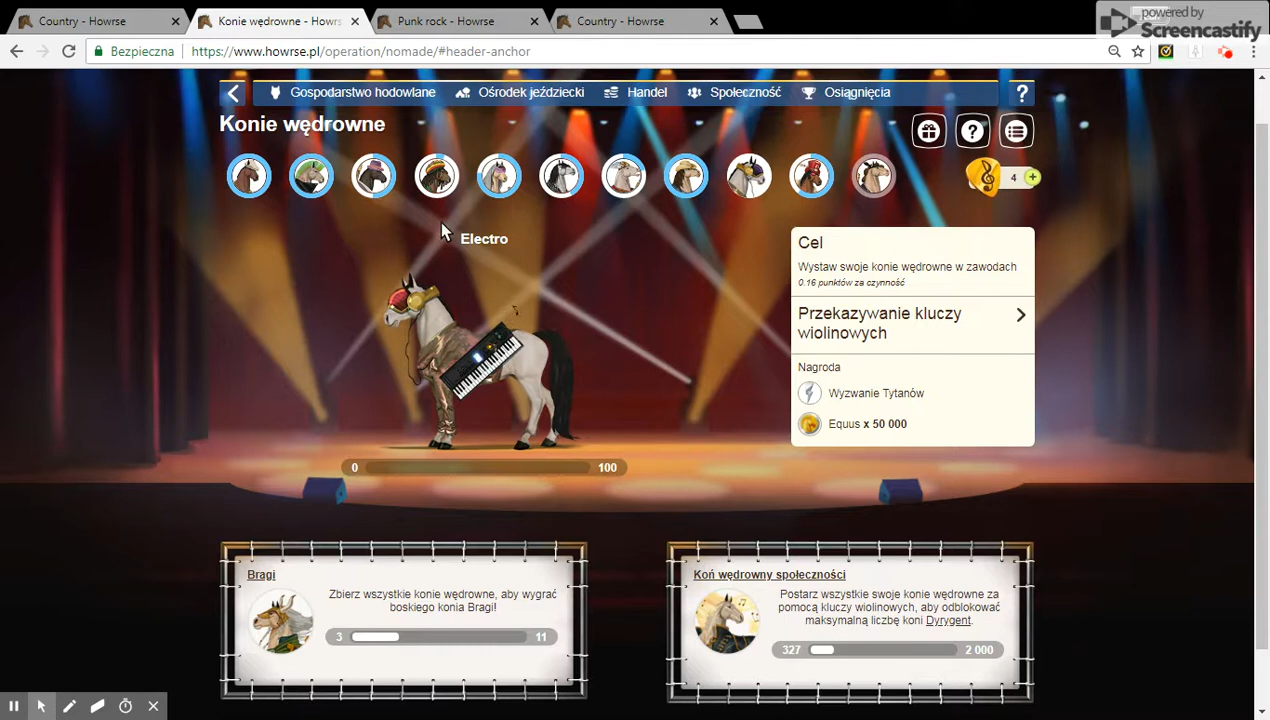 Country - Howrse
Konie wędrowne - Howrs
Punk rock - Howrse
Country - Howrse
powered by
Screencastify
Bezpieczna
https://www.howrse.pl/operation/nomade/#header-anchor
Gospodarstwo hodowlane
Ośrodek jeździecki
Handel
Społeczność
Osiągnięcia
?
Konie wędrowne
?
4
Electro
Cel
Wystaw swoje konie wędrowne w zawodach
0.16 punktów za czynność
Przekazywanie kluczy
wiolinowych
Nagroda
Wyzwanie Tytanów
Equus x 50 000
0
100
Bragi
Zbierz wszystkie konie wędrowne, aby wygrać
boskiego konia Bragi!
3
11
Koń wędrowny społeczności
Postarz wszystkie swoje konie wędrowne za
pomocą kluczy wiolinowych, aby odblokować
maksymalną liczbę koni Dyrygent.
327
2 000